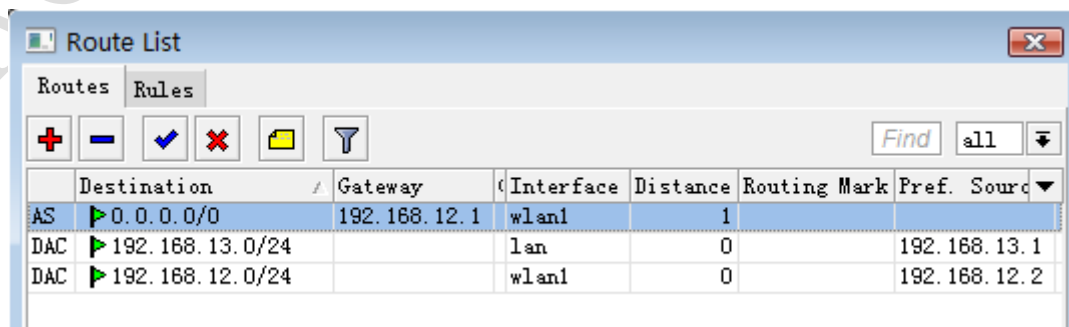 Route List
Routes Rules
Find all
Destination Gateway Interface Distance Routing Mark Pref. Sourc
AS 0.0.0.0/0 192.168.12.1 wlan1 1
DAC 192.168.13.0/24 lan 0 192.168.13.1
DAC 192.168.12.0/24 wlan1 0 192.168.12.2